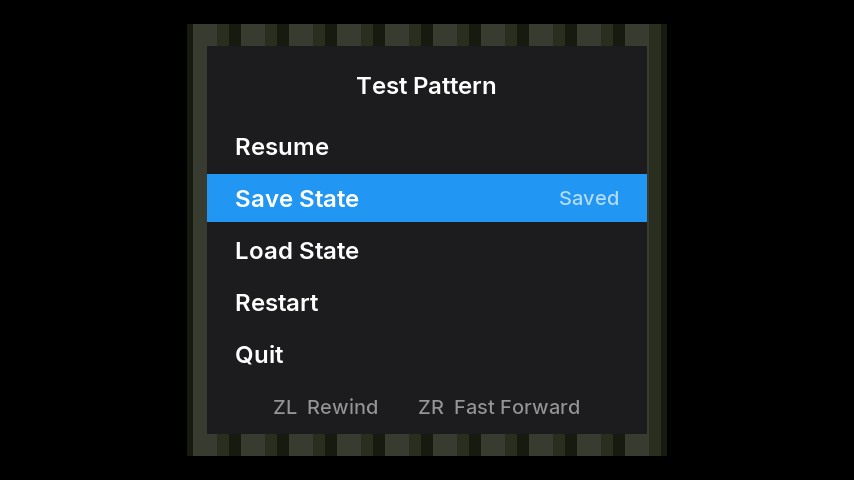 Test Pattern
Resume
Save State Saved
Load State
Restart
Quit
ZL Rewind ZR Fast Forward